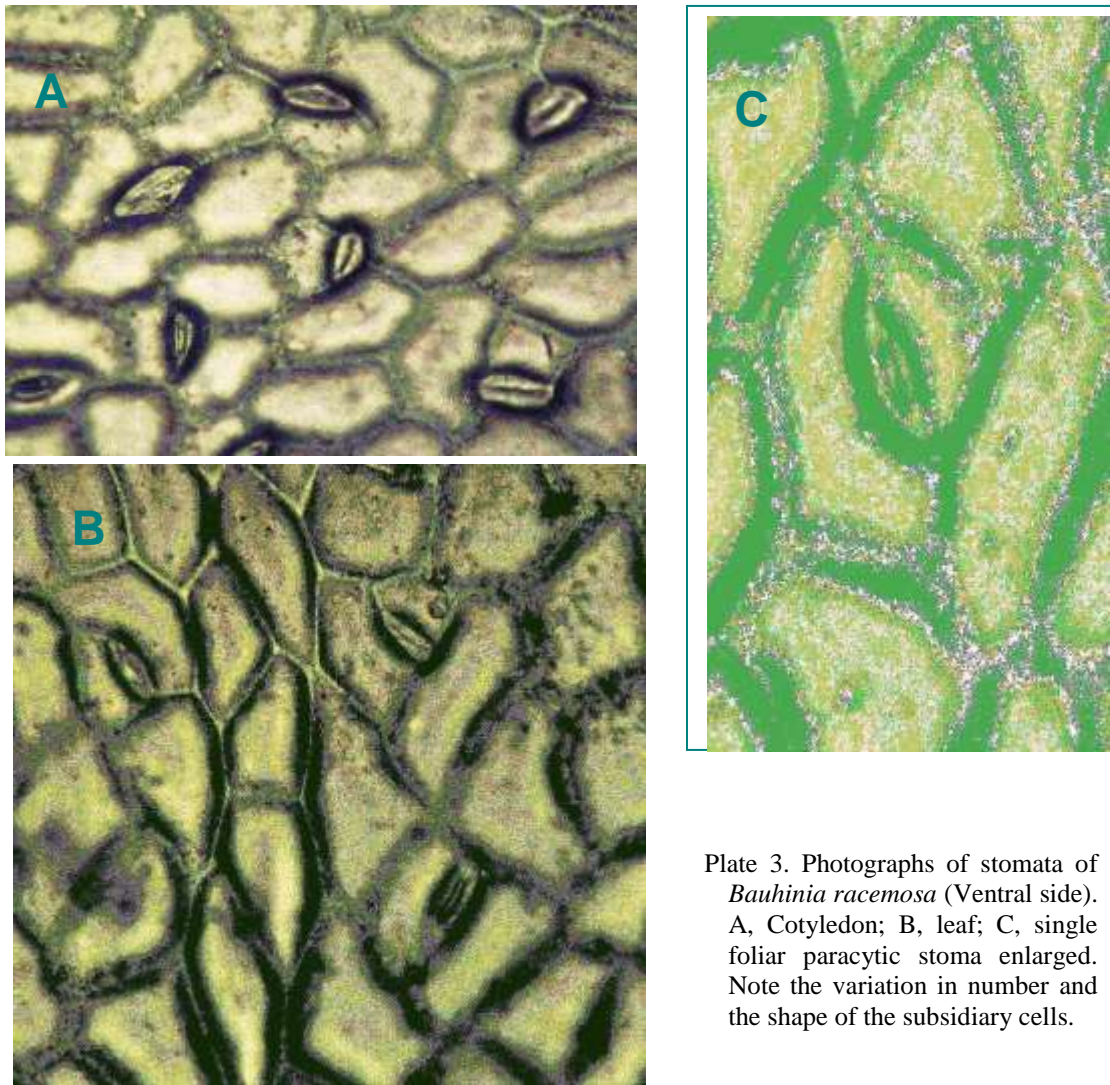 A
C
B
Plate 3. Photographs of stomata of
Bauhinia racemosa (Ventral side).
A, Cotyledon; B, leaf; C, single
foliar paracytic stoma enlarged.
Note the variation in number and
the shape of the subsidiary cells.